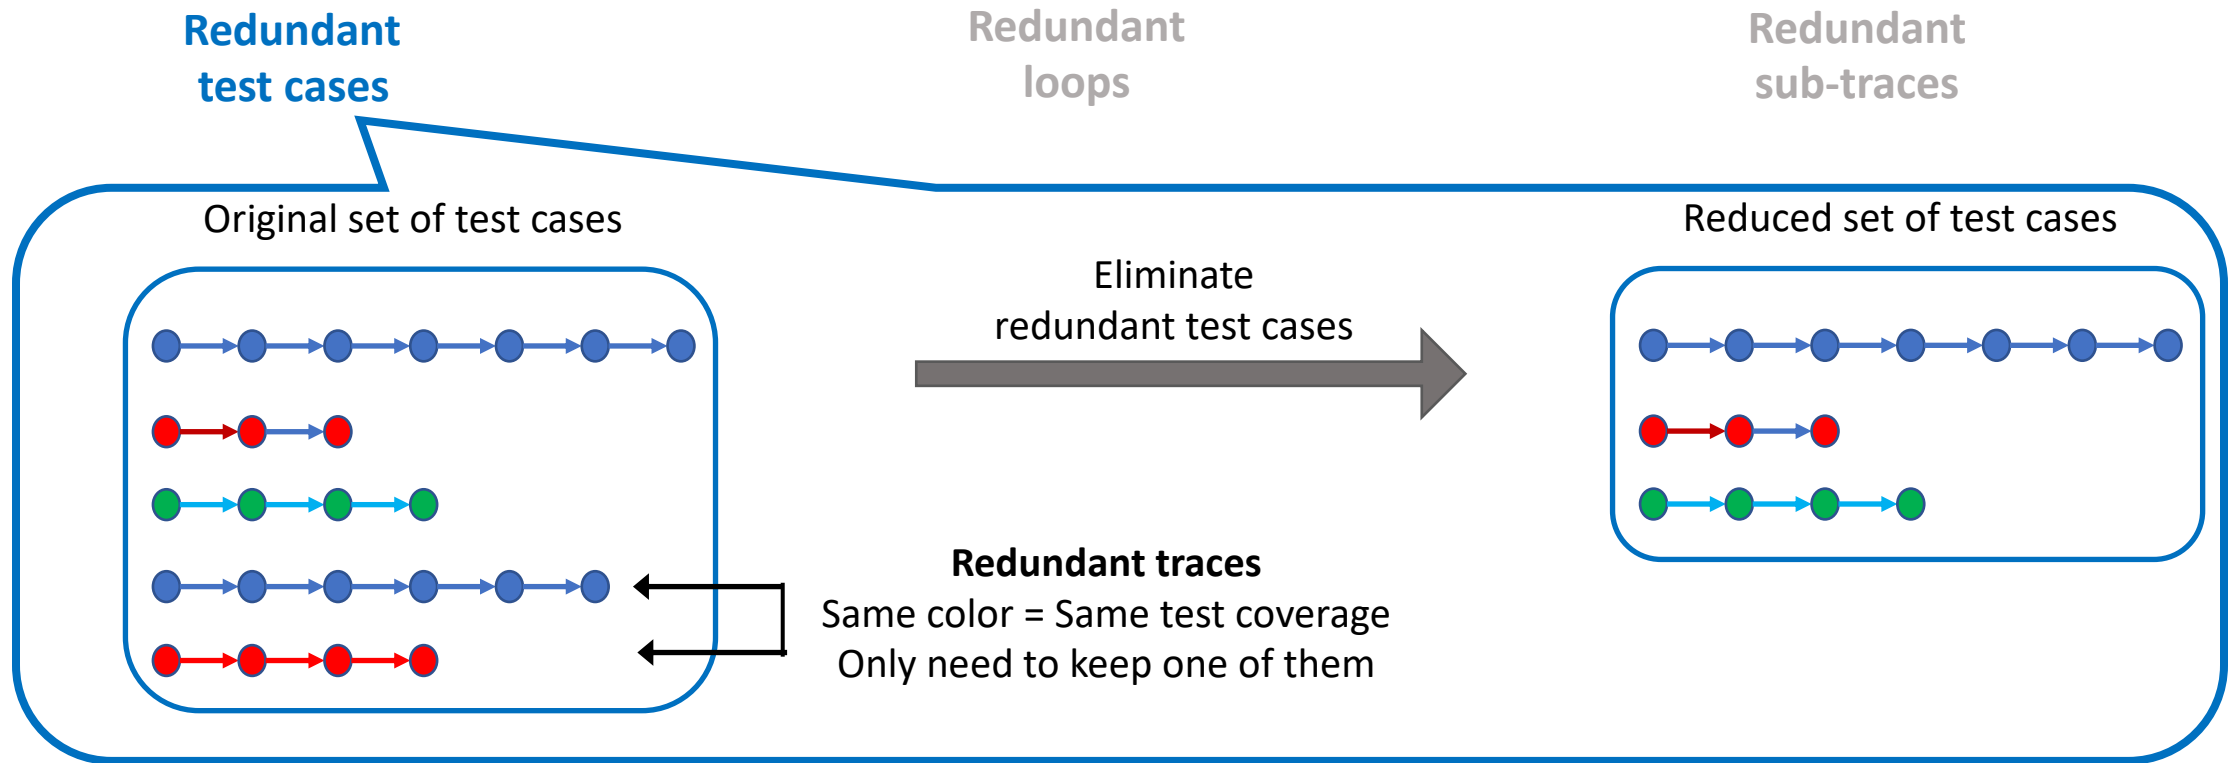 Redundant
test cases
Redundant
loops
Redundant
sub-traces
Original set of test cases
Eliminate
redundant test cases
Reduced set of test cases
Redundant traces
Same color = Same test coverage
Only need to keep one of them